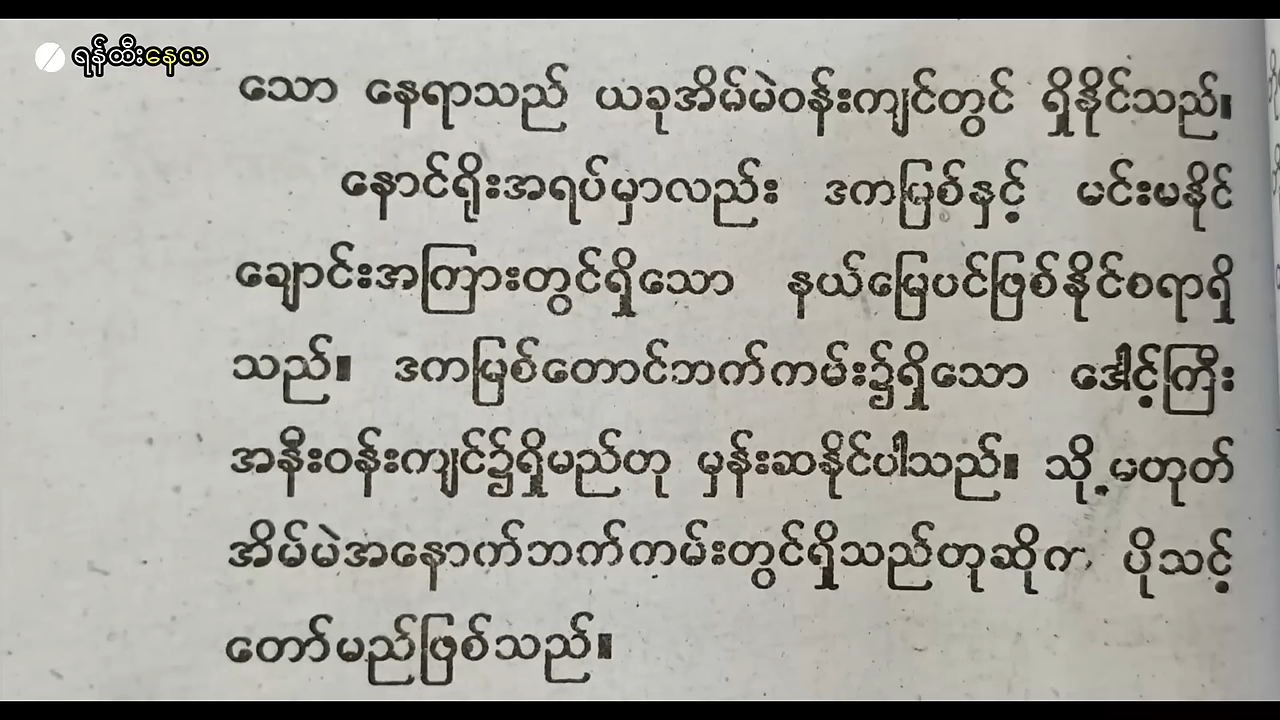 ရန်ထီးနေလ
သော နေရာသည် ယခုအိမ်မဲဝန်းကျင်တွင် ရှိနိုင်သည်။
နောင်ရိုးအရပ်မှာလည်း ဒကမြစ်နှင့် မင်းမနိုင်
ချောင်းအကြားတွင်ရှိသော နယ်မြေပင်ဖြစ်နိုင်စရာရှိ
သည်။ ဒကမြစ်တောင်ဘက်ကမ်း၌ရှိသော ဒေါင့်ကြီး
အနီးဝန်းကျင်၌ရှိမည်ဟု မှန်းဆနိုင်ပါသည်။ သို့မဟုတ်
အိမ်မဲအနောက်ဘက်ကမ်းတွင်ရှိသည်ဟုဆိုက ပိုသင့်
တော်မည်ဖြစ်သည်။